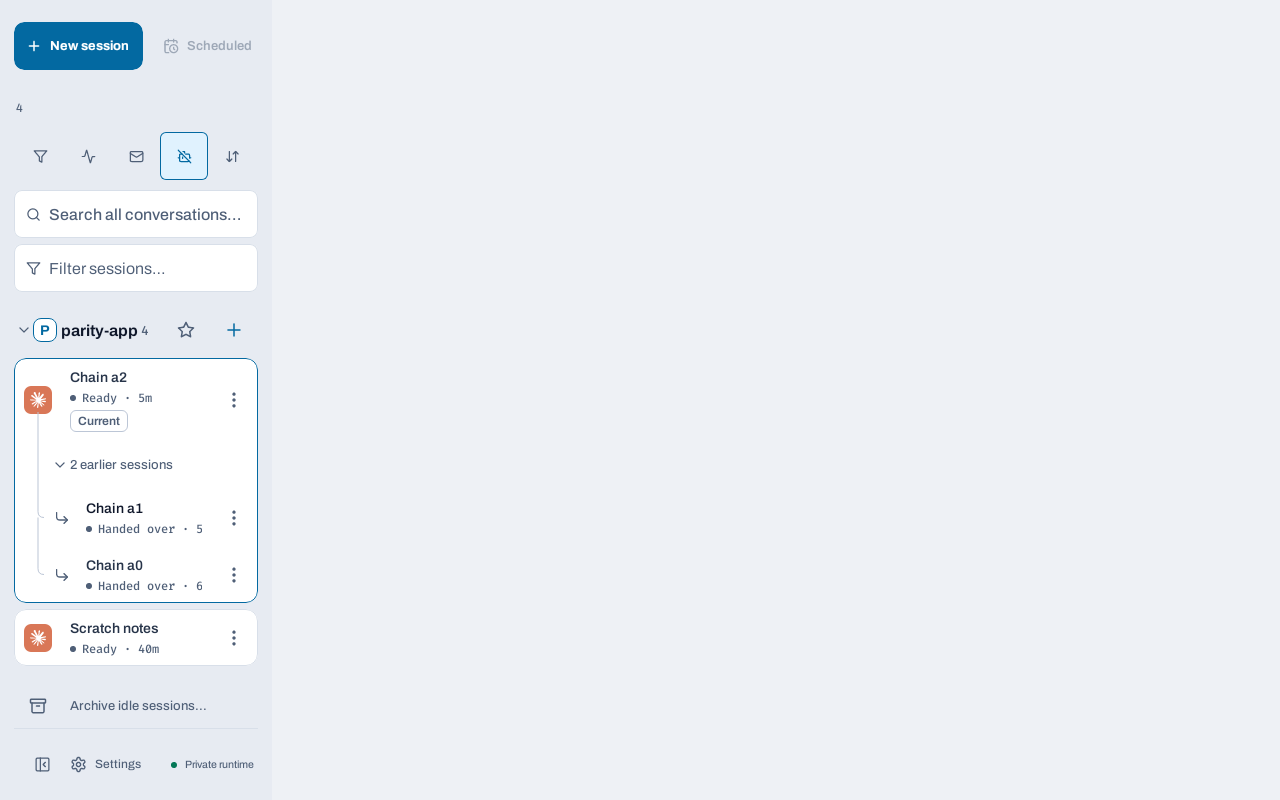 New session
Scheduled
4
Search all conversations...
Filter sessions...
P parity-app 4
Chain a2
Ready · 5m
Current
2 earlier sessions
Chain a1
Handed over · 5
Chain a0
Handed over · 6
Scratch notes
Ready · 40m
Archive idle sessions...
Settings
Private runtime